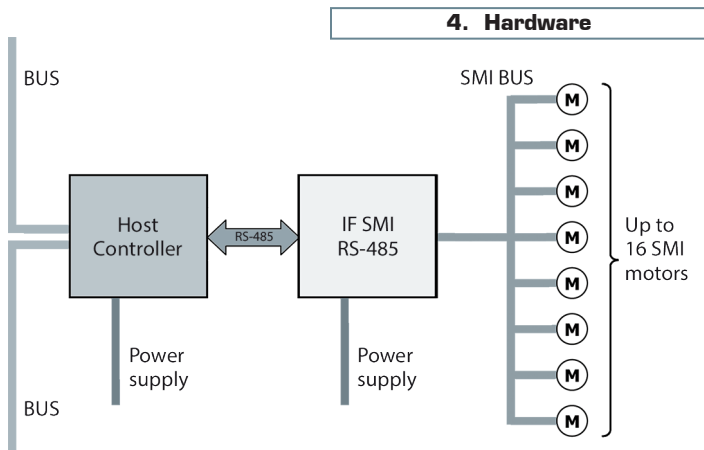 4. Hardware
BUS
SMI BUS
M
M
M
M
M
M
M
M
Host
Controller
RS-485
IF SMI
RS-485
Up to
16 SMI
motors
Power
supply
Power
supply
BUS